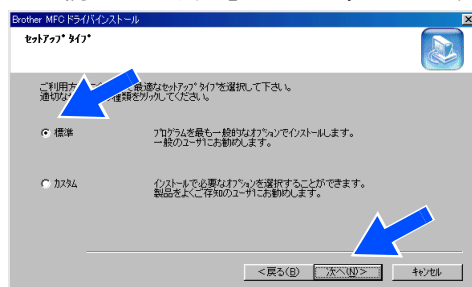 Brother MFC ドライバインストール
セットアップ タイプ
ご利用方 最適なセットアップ タイプを選択して下さい。
適切な 種類をクリックしてください。
標準
プログラムを最も一般的なオプションでインストールします。
一般のユーザにお勧めします。
カスタム
インストールで必要なオプションを選択することができます。
製品をよくご存知のユーザにお勧めします。
<戻る(B)
次へ(N)>
キャンセル